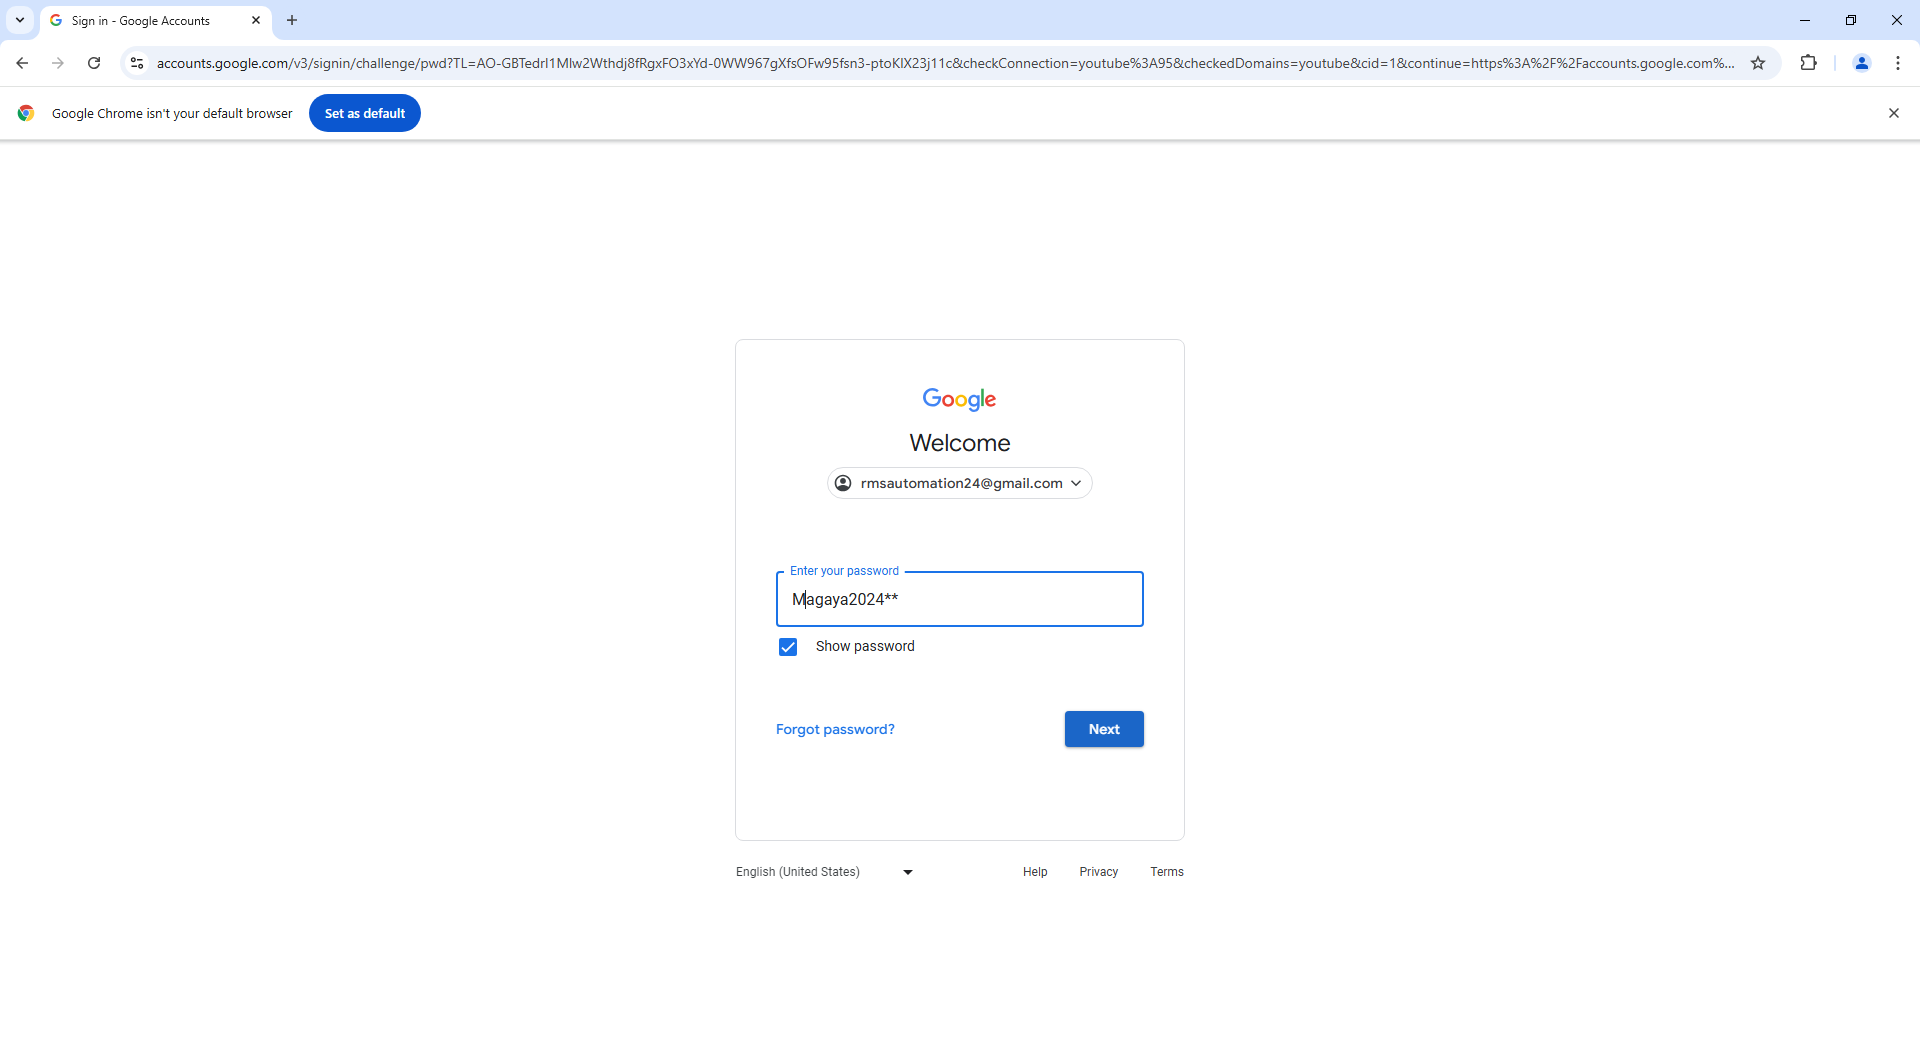 Sign in - Google Accounts
accounts.google.com/v3/signin/challenge/pwd?TL=AO-GBTedrI1MIw2Wthdj8fRgxFO3xYd-0WW967gXfsOFw95fsn3-ptoKIX23j11c&checkConnection=youtube%3A95&checkedDomains=youtube&cid=1&continue=https%3A%2F%2Faccounts.google.com%...
Google Chrome isn't your default browser
Set as default
Google
Welcome
rmsautomation24@gmail.com
Enter your password
Magaya2024**
Show password
Forgot password?
Next
English (United States)
Help
Privacy
Terms